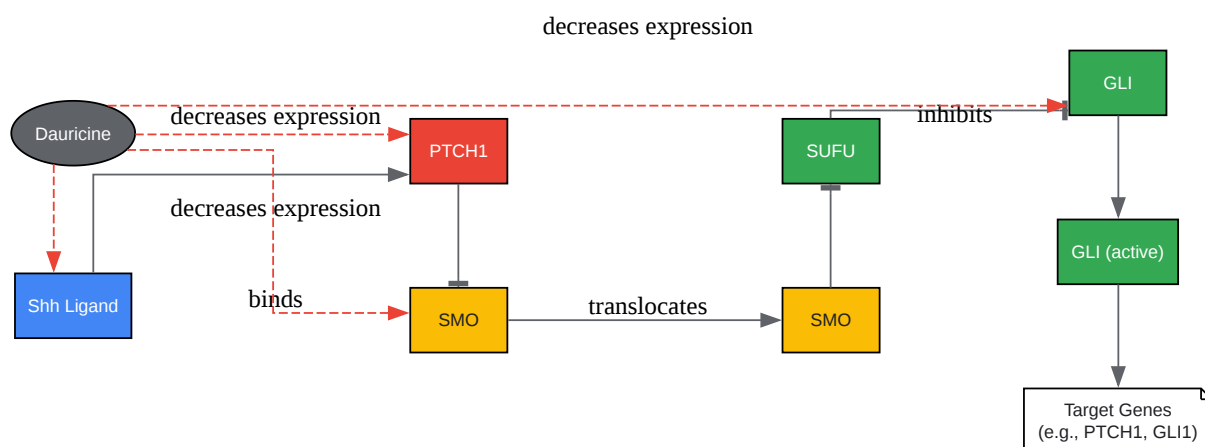 decreases expression
GLI
Dauricine
decreases expression
PTCH1
SUFU
inhibits
decreases expression
GLI (active)
Shh Ligand
binds
SMO
translocates
SMO
Target Genes
(e.g., PTCH1, GLI1)